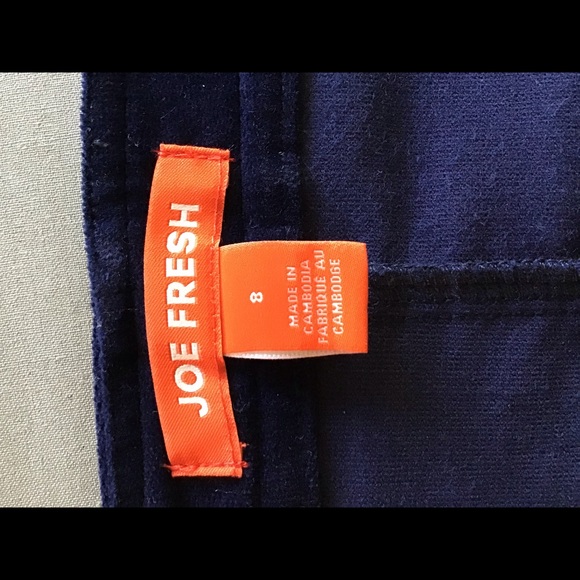 JOE FRESH
8
MADE IN
CAMBODIA
FABRIQUÉ AU
CAMBODGE